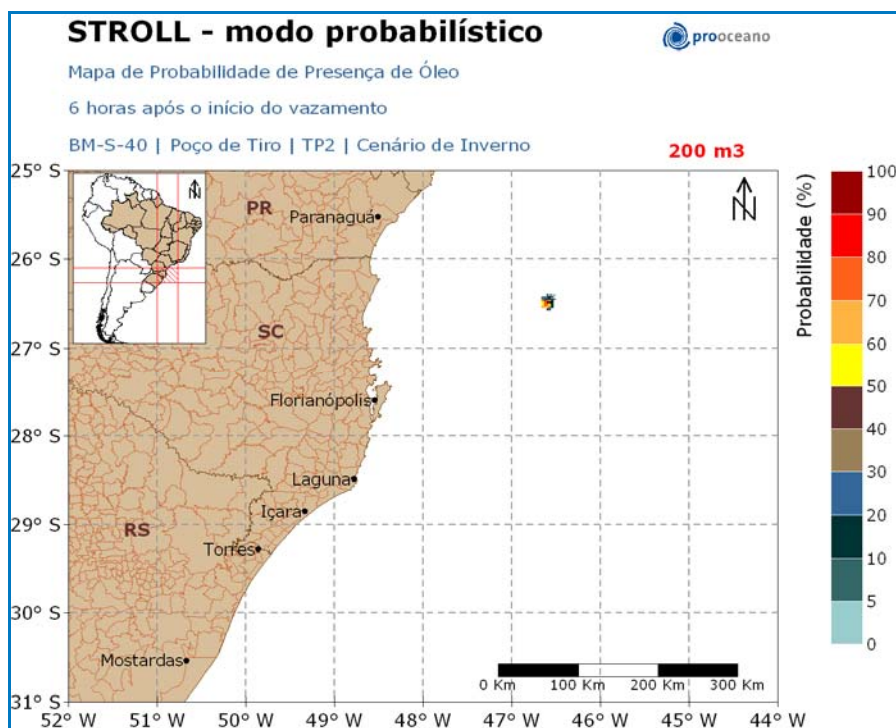 STROLL - modo probabilístico
prooceano
Mapa de Probabilidade de Presença de Óleo
6 horas após o início do vazamento
BM-S-40 | Poço de Tiro | TP2 | Cenário de Inverno
200 m3
25° S
26° S
27° S
28° S
29° S
30° S
31° S
N
PR
Paranaguá
SC
Florianópolis
Laguna
Içara
RS
Torres
Mostardas
N
0 Km 100 Km 200 Km 300 Km
52 W 51° W 50° W 49° W 48° W 47° W 46° W 45° W 44° W
Probabilidade (%)
100
90
80
70
60
50
40
30
20
10
5
0